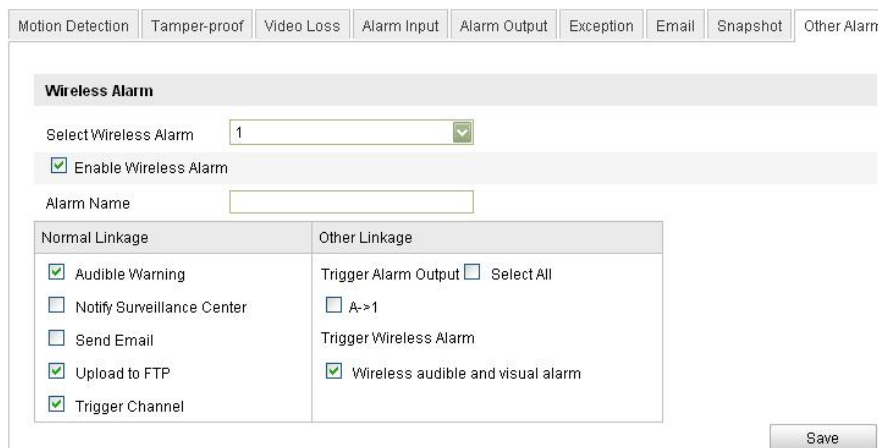 Motion Detection Tamper-proof Video Loss Alarm Input Alarm Output Exception Email Snapshot Other Alarm
Wireless Alarm
Select Wireless Alarm 1
Enable Wireless Alarm
Alarm Name
Normal Linkage Other Linkage
Audible Warning Trigger Alarm Output Select All
Notify Surveillance Center A->1
Send Email Trigger Wireless Alarm
Upload to FTP Wireless audible and visual alarm
Trigger Channel
Save